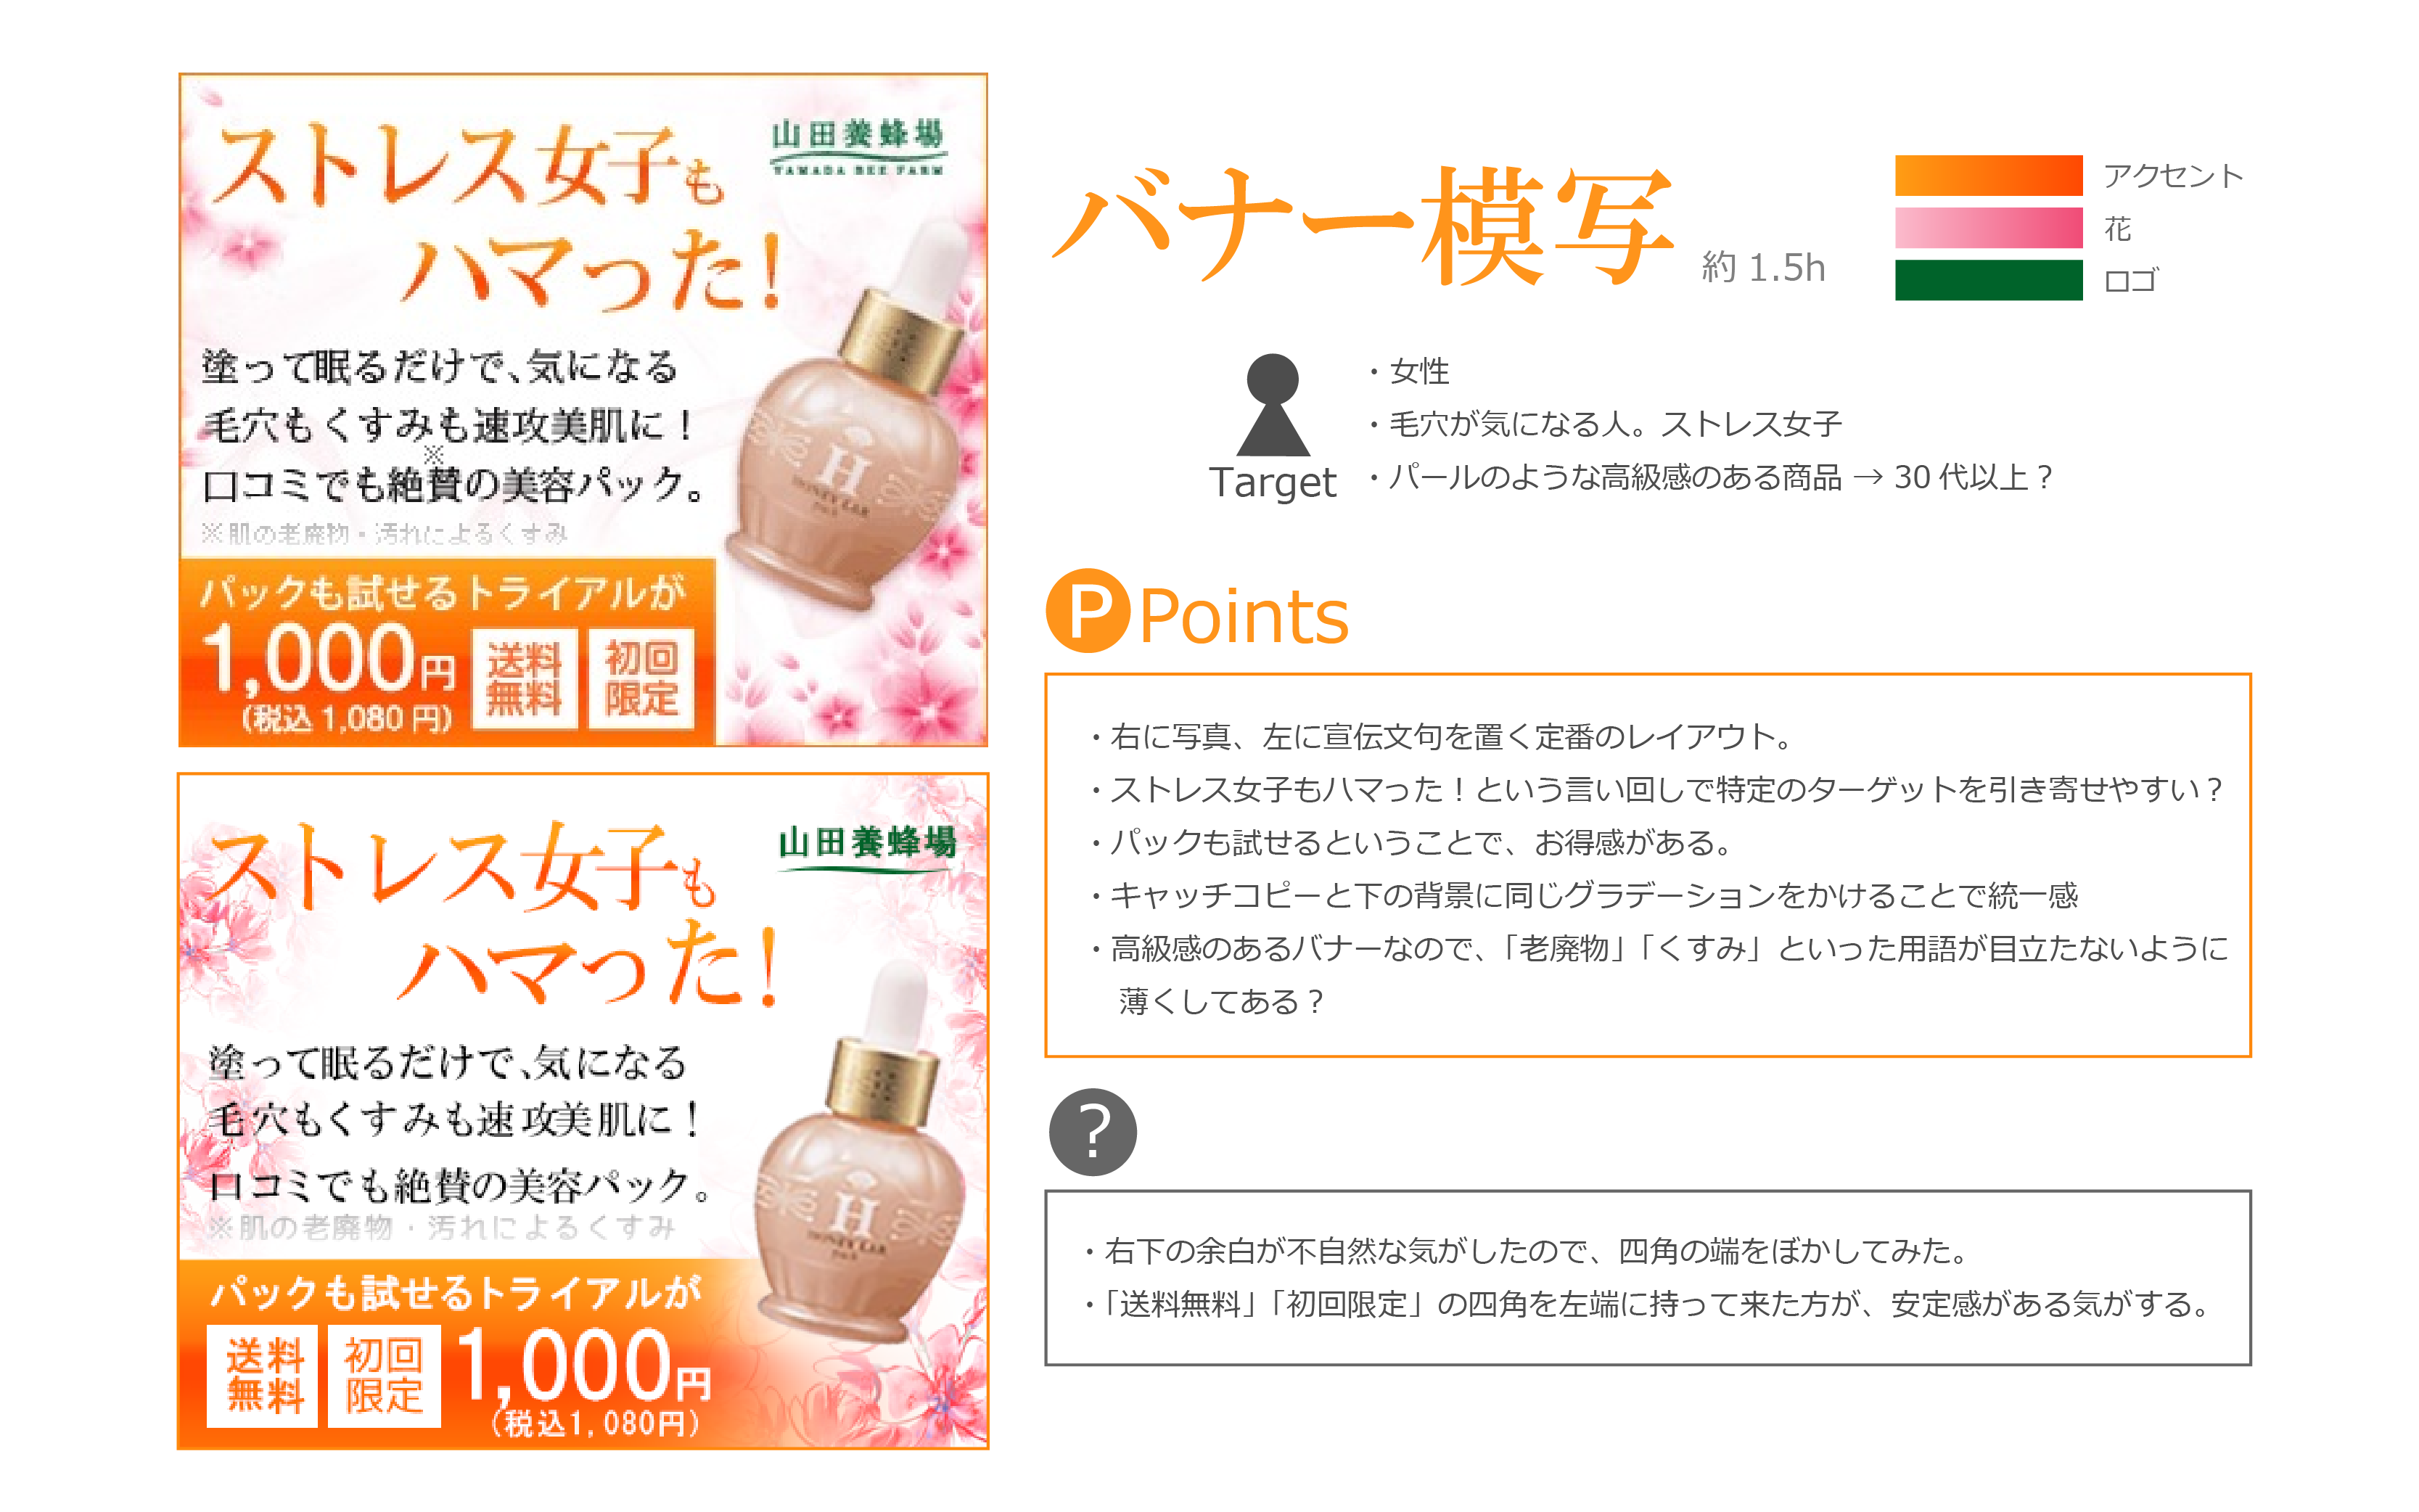 ストレス女子も
ハマった！
山田養蜂場
YAMADA BEE FARM
塗って眠るだけで、気になる
毛穴もくすみも速攻美肌に！
※
口コミでも絶賛の美容パック。
※肌の老廃物・汚れによるくすみ
H
パックも試せるトライアルが
1,000円
(税込 1,080 円)
送料
無料
初回
限定
ストレス女子も
ハマった！
山田養蜂場
塗って眠るだけで、気になる
毛穴もくすみも速攻美肌に！
口コミでも絶賛の美容パック。
※肌の老廃物・汚れによるくすみ
H
パックも試せるトライアルが
送料
無料
初回
限定
1,000円
(税込1,080円)
バナー模写
約 1.5h
アクセント
花
ロゴ
Target
・女性
・毛穴が気になる人。ストレス女子
・パールのような高級感のある商品 → 30 代以上？
P Points
・右に写真、左に宣伝文句を置く定番のレイアウト。
・ストレス女子もハマった！という言い回しで特定のターゲットを引き寄せやすい？
・パックも試せるということで、お得感がある。
・キャッチコピーと下の背景に同じグラデーションをかけることで統一感
・高級感のあるバナーなので、「老廃物」「くすみ」といった用語が目立たないように
薄くしてある？
?
・右下の余白が不自然な気がしたので、四角の端をぼかしてみた。
・「送料無料」「初回限定」の四角を左端に持って来た方が、安定感がある気がする。